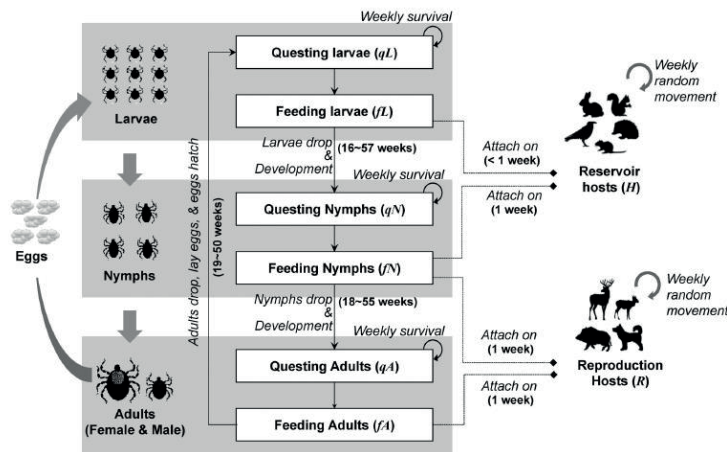 Weekly survival
Questing larvae (qL)
Weekly
random
movement
Feeding larvae (fL)
Larvae
Larvae drop
&
Development
(16~57 weeks)
Attach on
(< 1 week)
Weekly survival
Reservoir
hosts (H)
Questing Nymphs (qN)
Attach on
(1 week)
Eggs
Adults drop, lay eggs, & eggs hatch
(19~50 weeks)
Nymphs
Feeding Nymphs (fN)
Weekly
random
movement
Nymphs drop
&
Development
(18~55 weeks)
Weekly survival
Attach on
(1 week)
Questing Adults (qA)
Reproduction
Hosts (R)
Attach on
(1 week)
Adults
(Female & Male)
Feeding Adults (fA)